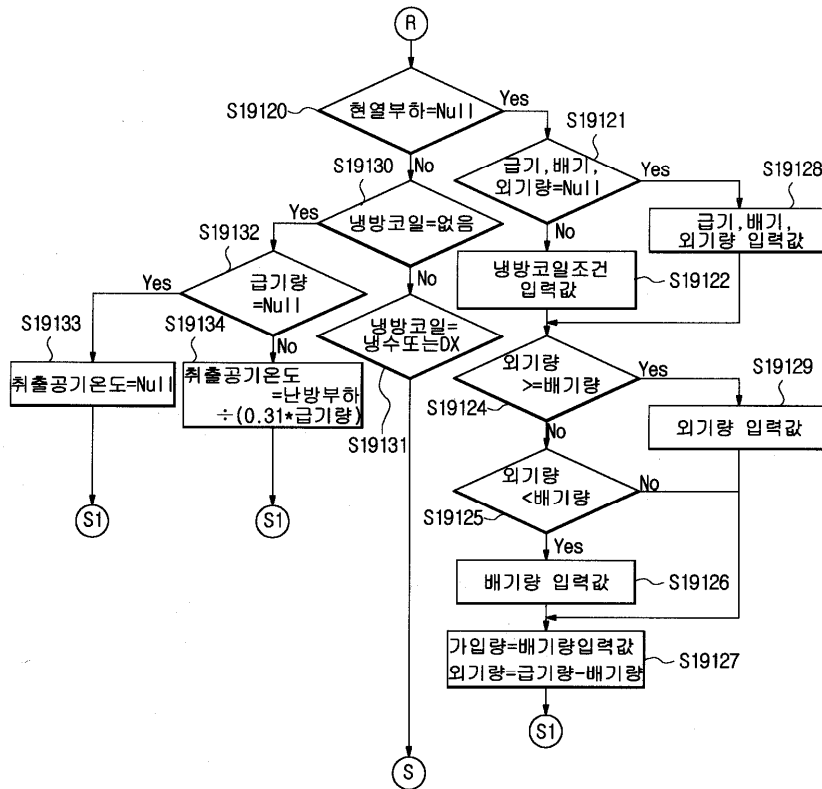 R
현열부하=Null
S19120
Yes
No
S19121
급기,배기,
외기량=Null
Yes
No
S19128
급기,배기,
외기량 입력값
S19130
냉방코일=없음
Yes
No
S19132
급기량
=Null
Yes
No
냉방코일조건
입력값
S19122
냉방코일=
냉수또는DX
S19131
S19133
취출공기온도=Null
S19134
취출공기온도
=난방부하
÷(0.31*급기량)
외기량
>=배기량
S19124
Yes
No
S19129
외기량 입력값
외기량
<배기량
S19125
No
Yes
S1
S1
배기량 입력값
S19126
가입량=배기량입력값
외기량=급기량-배기량
S19127
S1
S